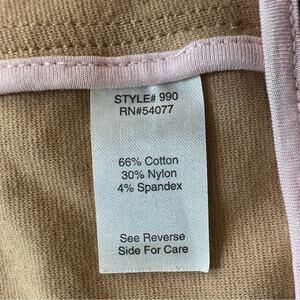 STYLE# 990
RN#54077
66% Cotton
30% Nylon
4% Spandex
See Reverse
Side For Care